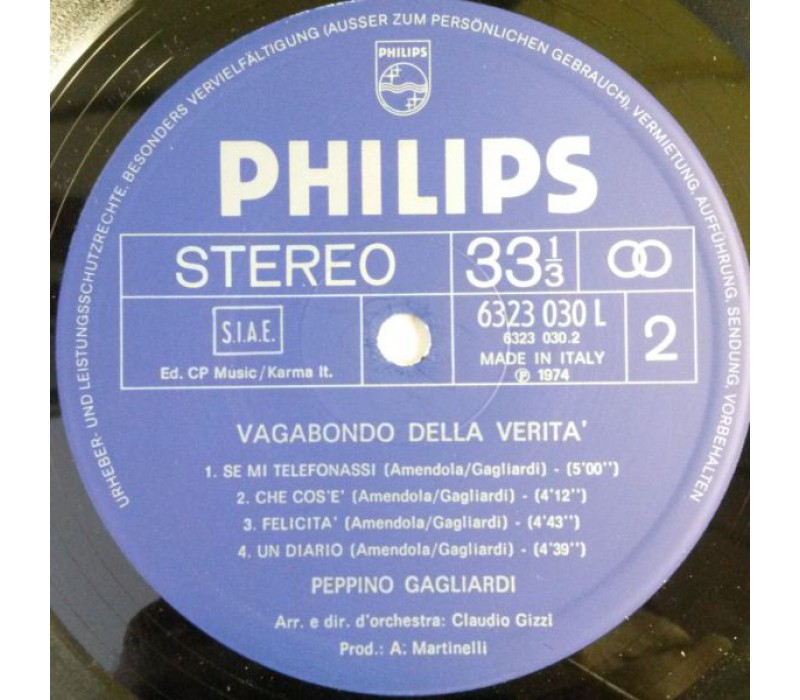 URHEBER- UND LEISTUNGSSCHUTZRECHTE, BESONDERS VERVIELFÄLTIGUNG (AUSSER ZUM PERSÖNLICHEN GEBRAUCH), VERMIETUNG, AUFFÜHRUNG, SENDUNG, VORBEHALTEN
PHILIPS
PHILIPS
STEREO 33 1/3
S.I.A.E.
Ed. CP Music/Karma It.
6323 030 L
6323 030.2
MADE IN ITALY
℗ 1974
2
VAGABONDO DELLA VERITA'
1. SE MI TELEFONASSI (Amendola/Gagliardi) - (5'00'')
2. CHE COS'E' (Amendola/Gagliardi) - (4'12'')
3. FELICITA' (Amendola/Gagliardi) - (4'43'')
4. UN DIARIO (Amendola/Gagliardi) - (4'39'')
PEPPINO GAGLIARDI
Arr. e dir. d'orchestra: Claudio Gizzi
Prod.: A. Martinelli